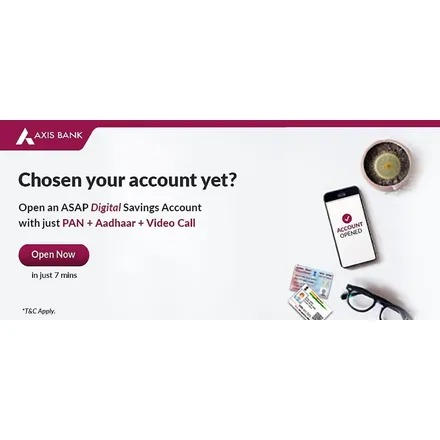 AXIS BANK
Chosen your account yet?
Open an ASAP Digital Savings Account
with just PAN + Aadhaar + Video Call
Open Now
in just 7 mins
*T&C Apply.
ACCOUNT
OPENED